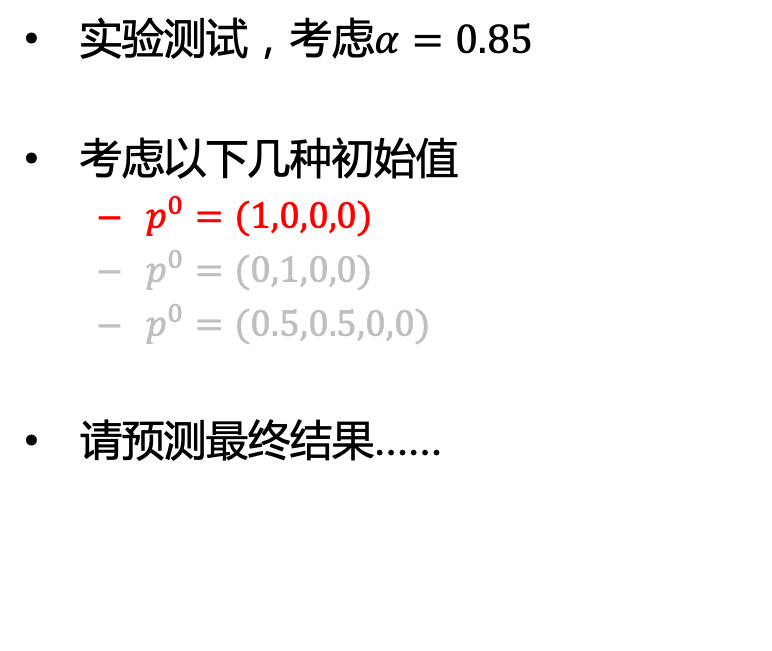 • 实验测试，考虑α = 0.85
• 考虑以下几种初始值
– p⁰ = (1,0,0,0)
– p⁰ = (0,1,0,0)
– p⁰ = (0.5,0.5,0,0)
• 请预测最终结果……